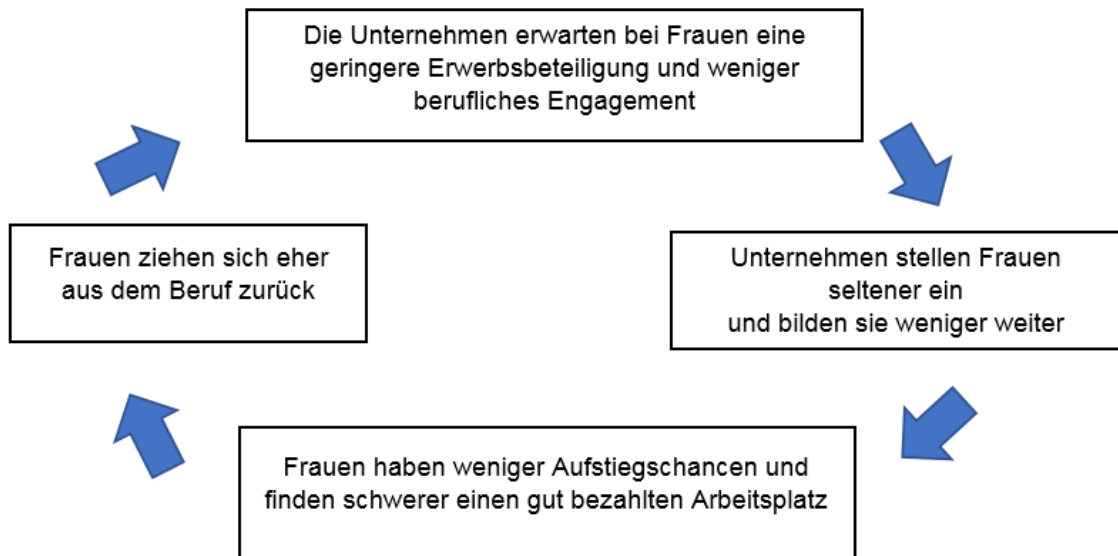 Die Unternehmen erwarten bei Frauen eine
geringere Erwerbsbeteiligung und weniger
berufliches Engagement
Unternehmen stellen Frauen
seltener ein
und bilden sie weniger weiter
Frauen haben weniger Aufstiegschancen und
finden schwerer einen gut bezahlten Arbeitsplatz
Frauen ziehen sich eher
aus dem Beruf zurück